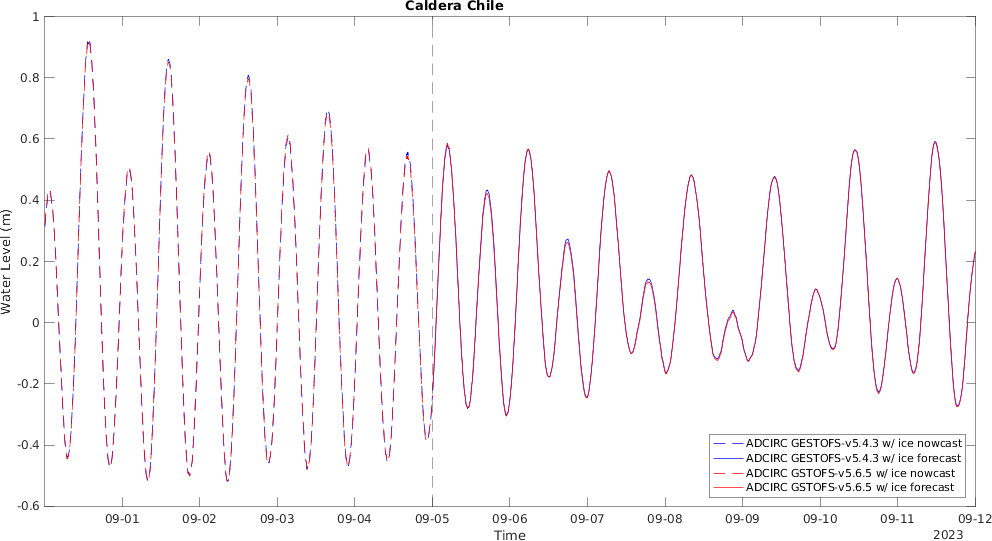 Caldera Chile
1
0.8
0.6
0.4
0.2
0
-0.2
-0.4
-0.6
Water Level (m)
ADCIRC GESTOFS-v5.4.3 w/ ice nowcast
ADCIRC GESTOFS-v5.4.3 w/ ice forecast
ADCIRC GSTOFS-v5.6.5 w/ ice nowcast
ADCIRC GSTOFS-v5.6.5 w/ ice forecast
09-01 09-02 09-03 09-04 09-05 09-06 09-07 09-08 09-09 09-10 09-11 09-12
Time
2023